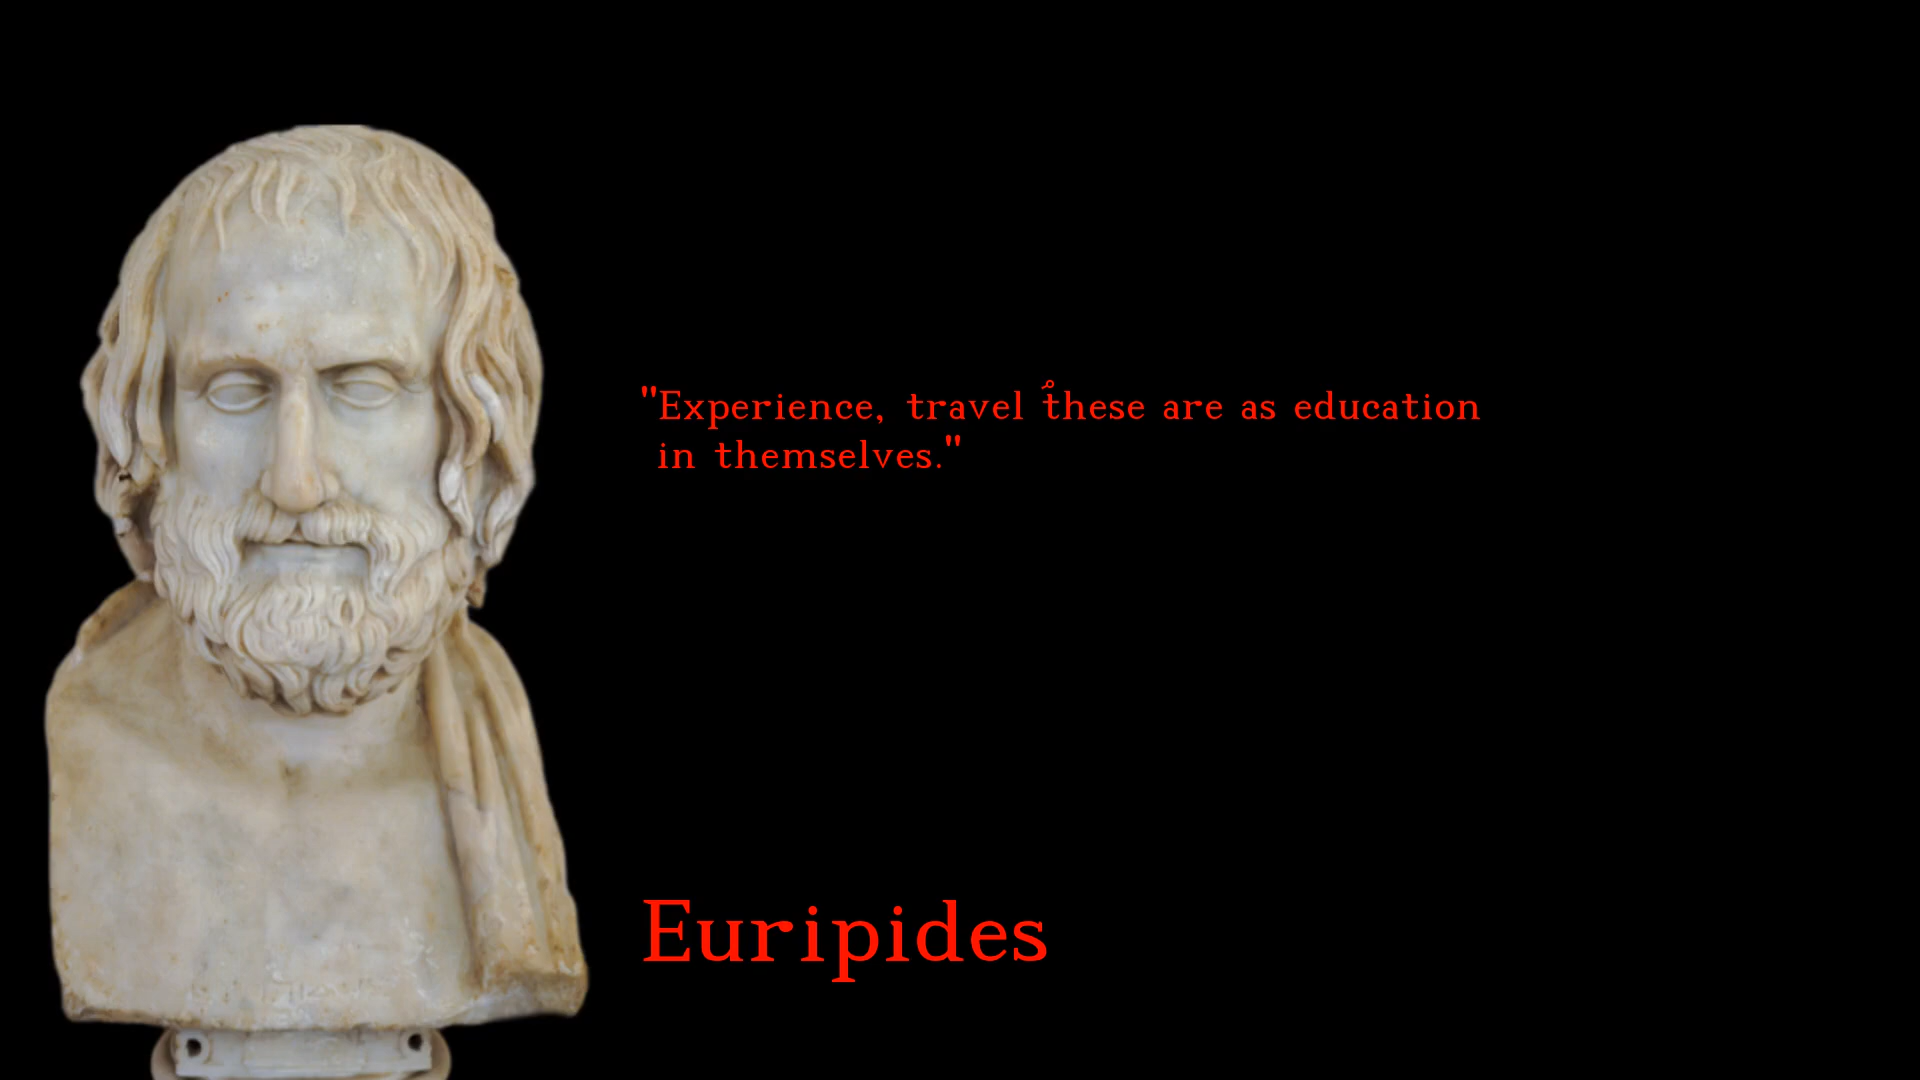 "Experience, travel these are as education
in themselves."
Euripides